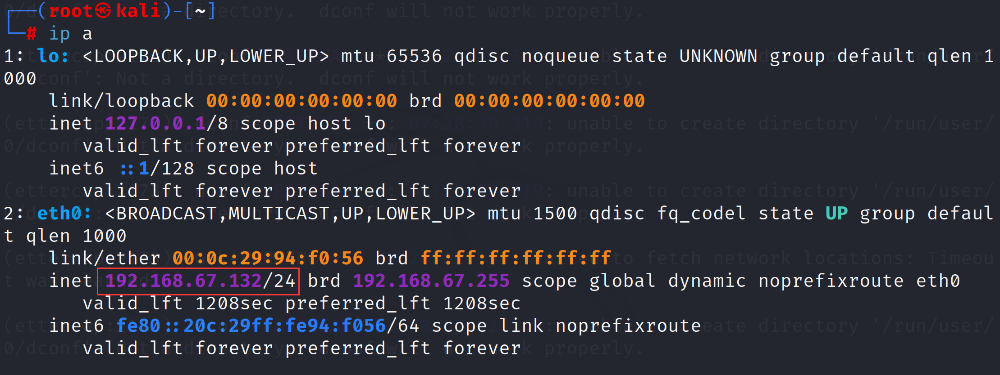 ┌──(root㉿kali)-[~]
└─# ip a
1: lo: <LOOPBACK,UP,LOWER_UP> mtu 65536 qdisc noqueue state UNKNOWN group default qlen 1
000
    link/loopback 00:00:00:00:00:00 brd 00:00:00:00:00:00
    inet 127.0.0.1/8 scope host lo
       valid_lft forever preferred_lft forever
    inet6 ::1/128 scope host
       valid_lft forever preferred_lft forever
2: eth0: <BROADCAST,MULTICAST,UP,LOWER_UP> mtu 1500 qdisc fq_codel state UP group defaul
t qlen 1000
    link/ether 00:0c:29:94:f0:56 brd ff:ff:ff:ff:ff:ff
    inet 192.168.67.132/24 brd 192.168.67.255 scope global dynamic noprefixroute eth0
       valid_lft 1208sec preferred_lft 1208sec
    inet6 fe80::20c:29ff:fe94:f056/64 scope link noprefixroute
       valid_lft forever preferred_lft forever